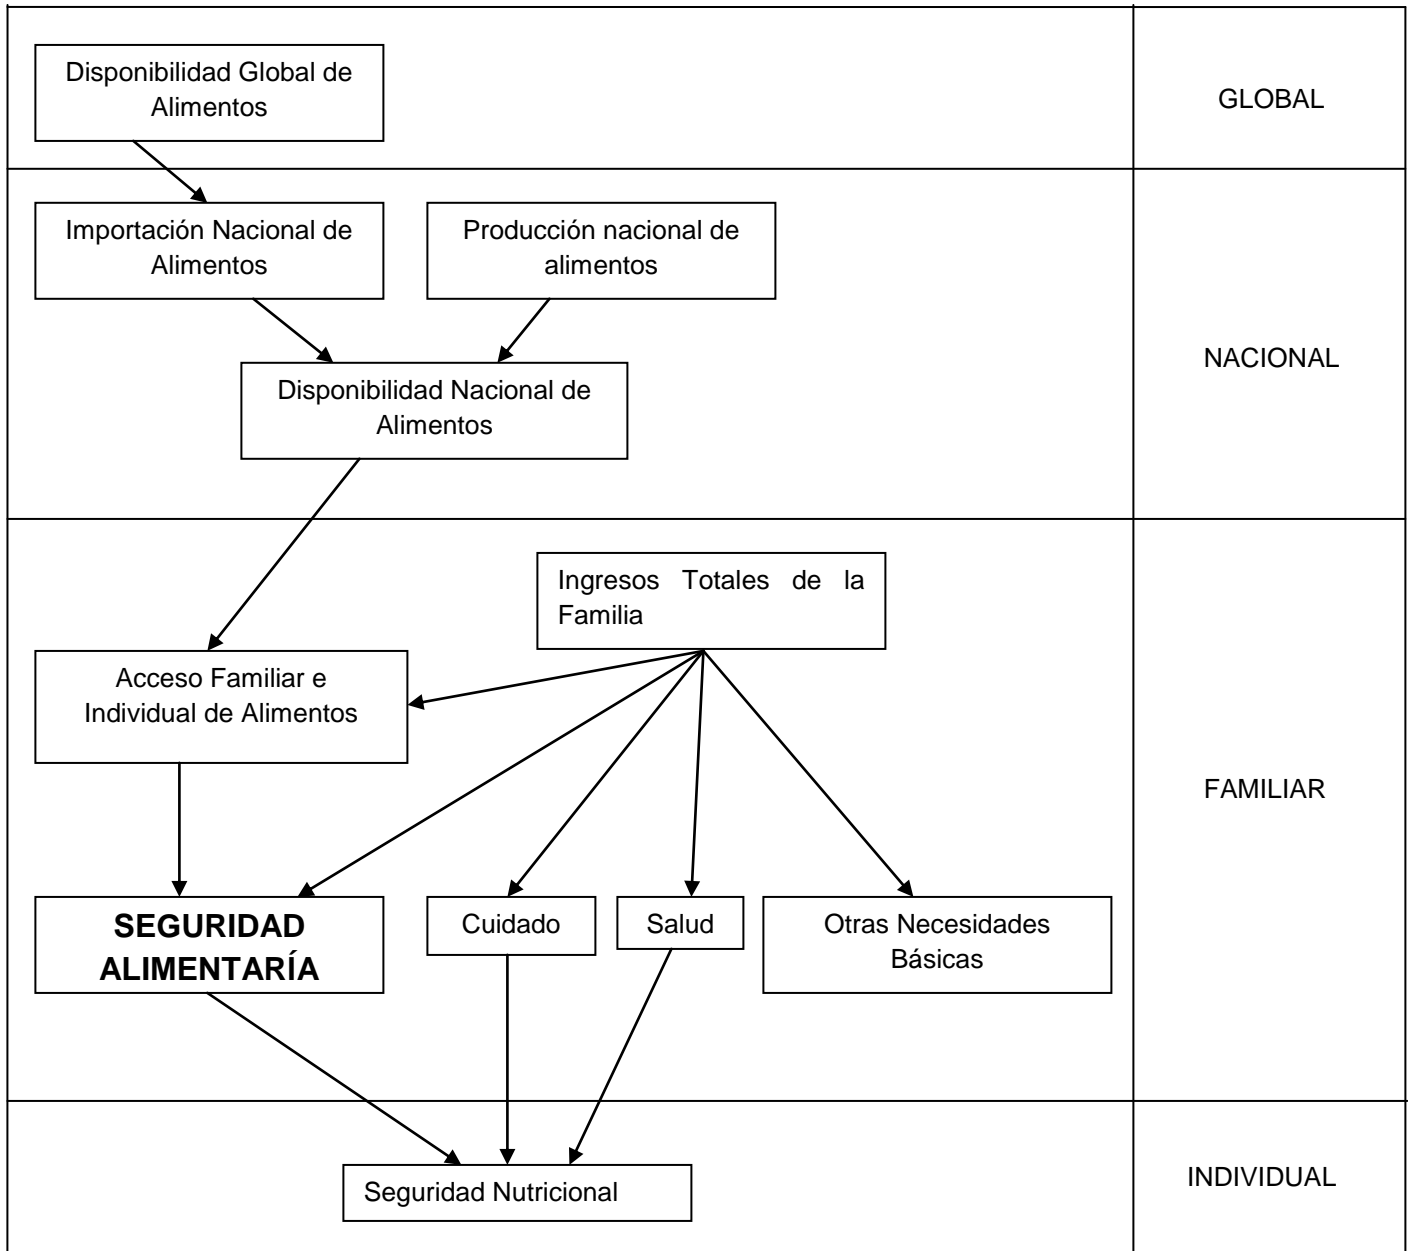 Disponibilidad Global de
Alimentos
GLOBAL
Importación Nacional de
Alimentos
Producción nacional de
alimentos
Disponibilidad Nacional de
Alimentos
NACIONAL
Ingresos Totales de la
Familia
Acceso Familiar e
Individual de Alimentos
FAMILIAR
SEGURIDAD
ALIMENTARÍA
Cuidado
Salud
Otras Necesidades
Básicas
Seguridad Nutricional
INDIVIDUAL